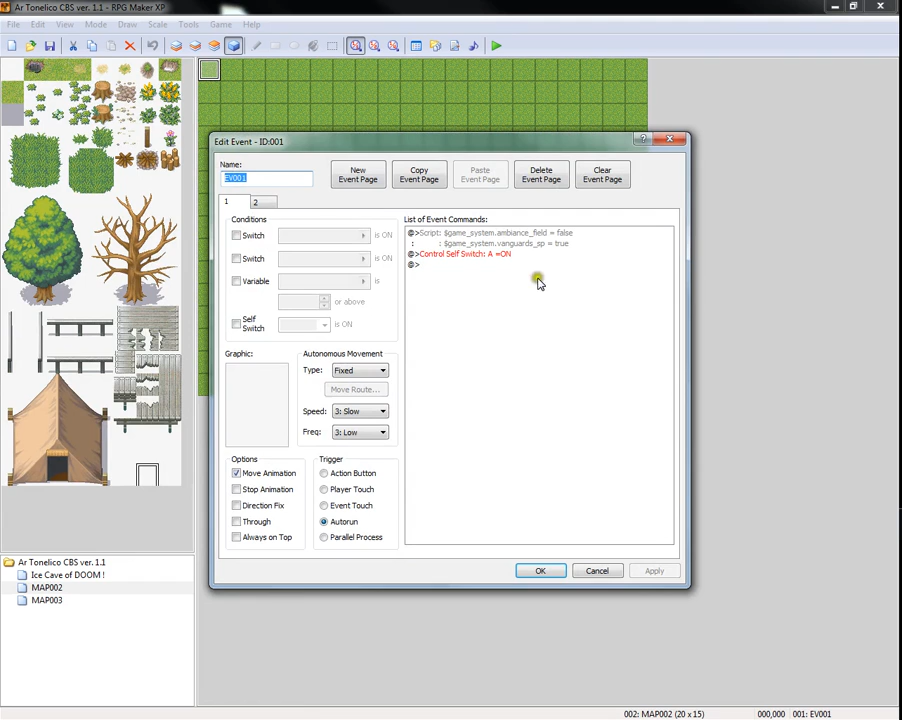 Ar Tonelico CBS ver. 1.1 - RPG Maker XP
File Edit View Mode Draw Scale Tools Game Help
Edit Event - ID:001
Name:
EV001
New Event Page
Copy Event Page
Paste Event Page
Delete Event Page
Clear Event Page
1 2
Conditions
Switch is ON
Switch is ON
Variable is
or above
Self Switch is ON
Graphic:
Autonomous Movement
Type: Fixed
Move Route...
Speed: 3: Slow
Freq: 3: Low
Options
Move Animation
Stop Animation
Direction Fix
Through
Always on Top
Trigger
Action Button
Player Touch
Event Touch
Autorun
Parallel Process
List of Event Commands:
@>Script: $game_system.ambiance_field = false
: : $game_system.vanguards_sp = true
@>Control Self Switch: A =ON
@>
OK Cancel Apply
Ar Tonelico CBS ver. 1.1
Ice Cave of DOOM !
MAP002
MAP003
002: MAP002 (20 x 15) 000,000 001: EV001